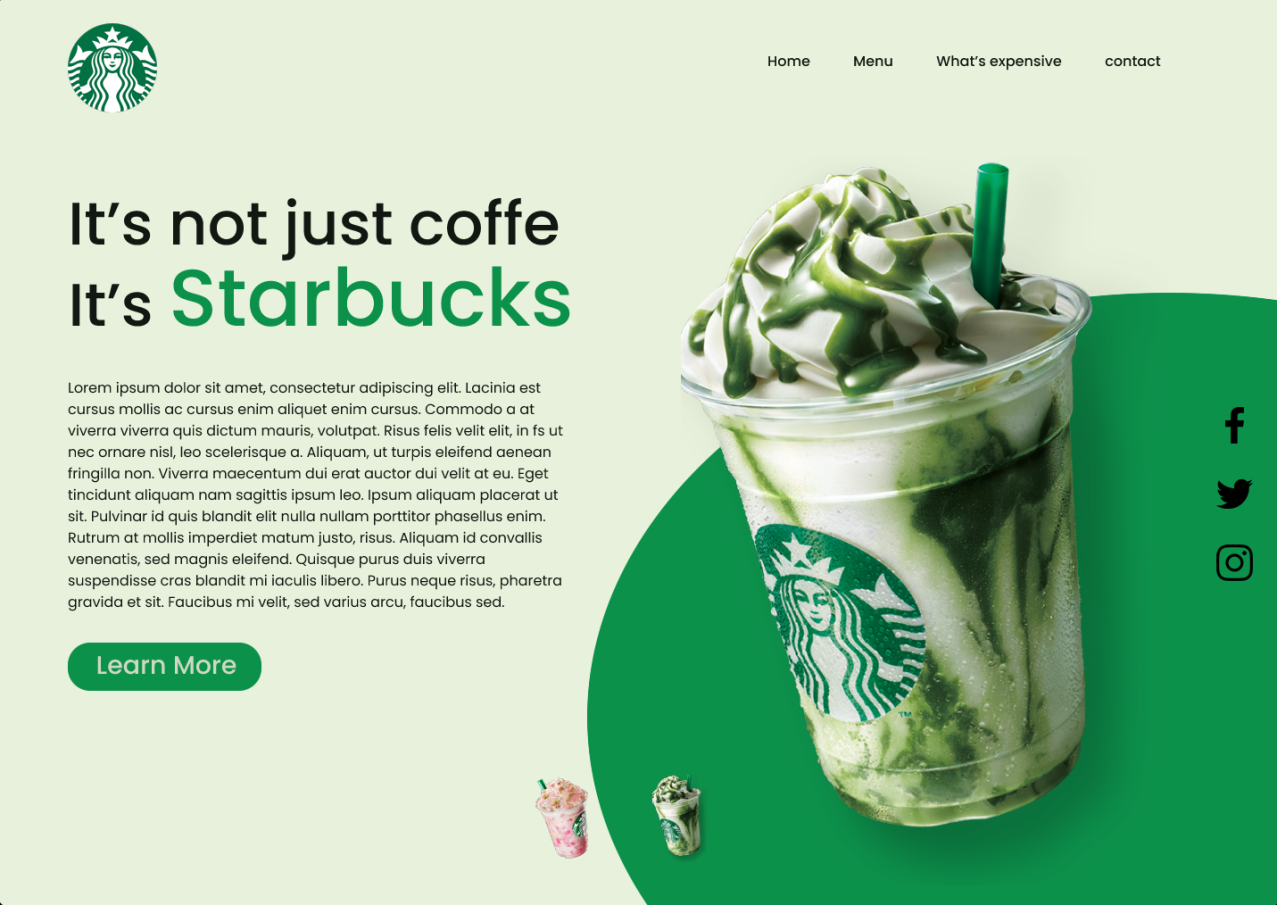 Home Menu What's expensive contact
It's not just coffe
It's Starbucks
Lorem ipsum dolor sit amet, consectetur adipiscing elit. Lacinia est
cursus mollis ac cursus enim aliquet enim cursus. Commodo a at
viverra viverra quis dictum mauris, volutpat. Risus felis velit elit, in fs ut
nec ornare nisl, leo scelerisque a. Aliquam, ut turpis eleifend aenean
fringilla non. Viverra maecentum dui erat auctor dui velit at eu. Eget
tincidunt aliquam nam sagittis ipsum leo. Ipsum aliquam placerat ut
sit. Pulvinar id quis blandit elit nulla nullam porttitor phasellus enim.
Rutrum at mollis imperdiet matum justo, risus. Aliquam id convallis
venenatis, sed magnis eleifend. Quisque purus duis viverra
suspendisse cras blandit mi iaculis libero. Purus neque risus, pharetra
gravida et sit. Faucibus mi velit, sed varius arcu, faucibus sed.
Learn More
TM